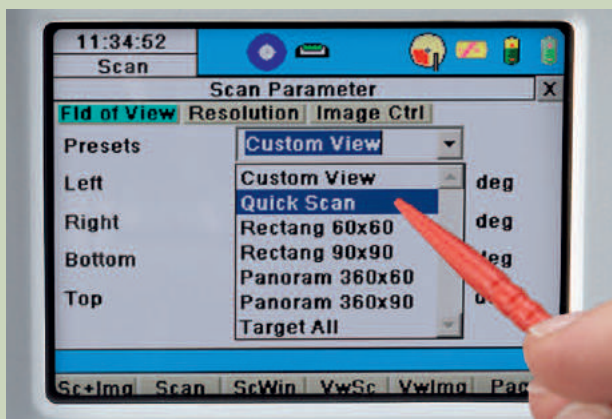 11:34:52
Scan
Scan Parameter X
Fld of View Resolution Image Ctrl
Presets Custom View
Left Custom View deg
Quick Scan
Right Rectang 60x60 deg
Bottom Rectang 90x90
Panoram 360x60
Top Panoram 360x90
Target All
Sc+Img Scan ScWin VwSc VwImg